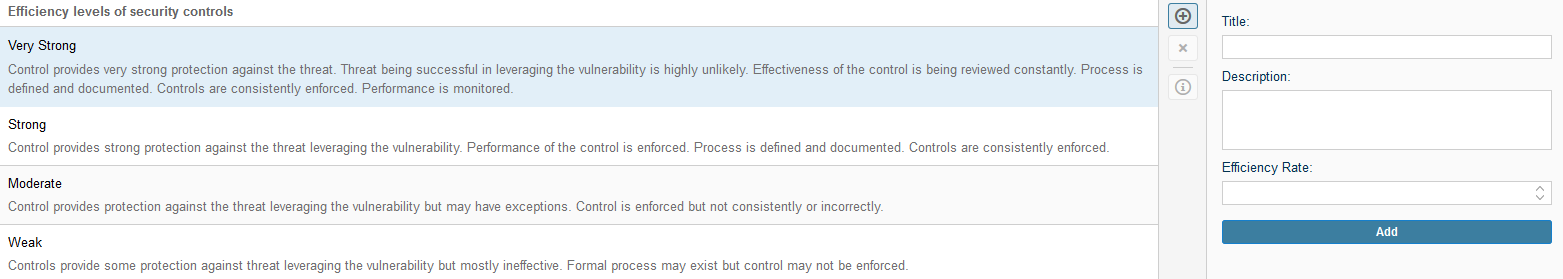 Efficiency levels of security controls
Very Strong
Control provides very strong protection against the threat. Threat being successful in leveraging the vulnerability is highly unlikely. Effectiveness of the control is being reviewed constantly. Process is
defined and documented. Controls are consistently enforced. Performance is monitored.
Strong
Control provides strong protection against the threat leveraging the vulnerability. Performance of the control is enforced. Process is defined and documented. Controls are consistently enforced.
Moderate
Control provides protection against the threat leveraging the vulnerability but may have exceptions. Control is enforced but not consistently or incorrectly.
Weak
Controls provide some protection against threat leveraging the vulnerability but mostly ineffective. Formal process may exist but control may not be enforced.
Title:
Description:
Efficiency Rate:
Add